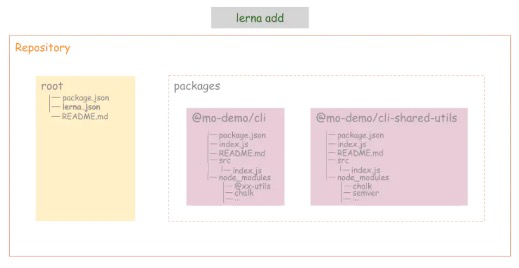 lerna add
Repository
root
package.json
lerna.json
README.md
packages
@mo-demo/cli
package.json
index.js
README.md
src
index.js
node_modules
@xx-utils
chalk
...
@mo-demo/cli-shared-utils
package.json
index.js
README.md
src
index.js
node_modules
chalk
semver
...